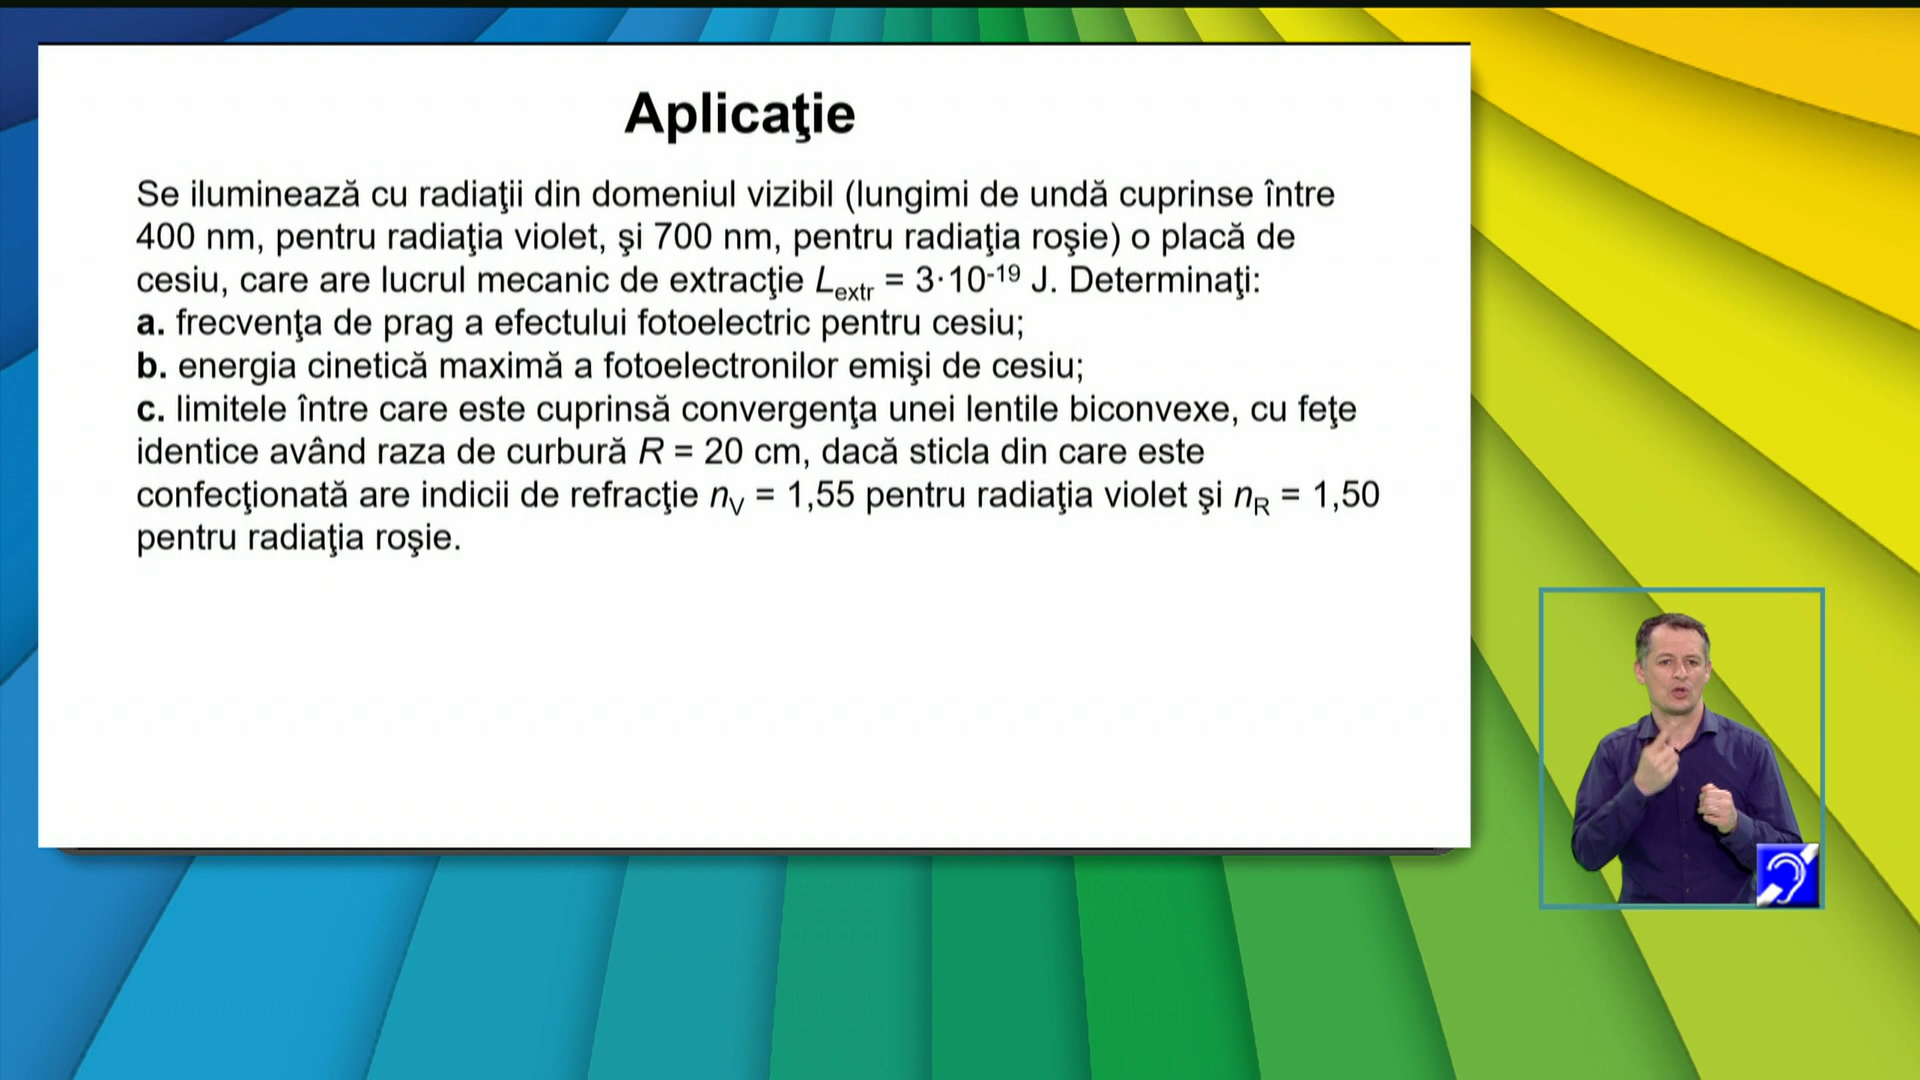 Aplicaţie
Se iluminează cu radiaţii din domeniul vizibil (lungimi de undă cuprinse între
400 nm, pentru radiaţia violet, şi 700 nm, pentru radiaţia roşie) o placă de
cesiu, care are lucrul mecanic de extracţie Lextr = 3·10⁻¹⁹ J. Determinaţi:
a. frecvenţa de prag a efectului fotoelectric pentru cesiu;
b. energia cinetică maximă a fotoelectronilor emişi de cesiu;
c. limitele între care este cuprinsă convergenţa unei lentile biconvexe, cu feţe
identice având raza de curbură R = 20 cm, dacă sticla din care este
confecţionată are indicii de refracţie nV = 1,55 pentru radiaţia violet şi nR = 1,50
pentru radiaţia roşie.